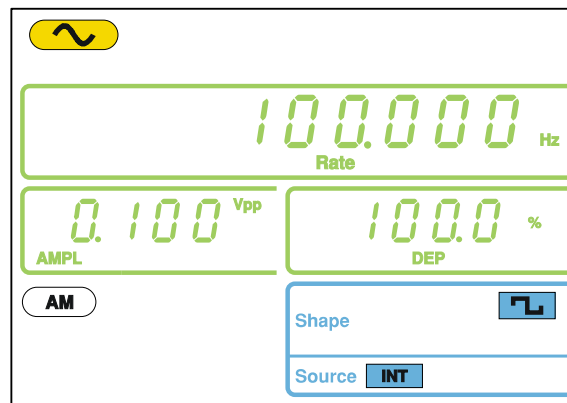 100.000 Hz
Rate
0.100 Vpp
AMPL
100.0 %
DEP
AM
Shape
Source INT